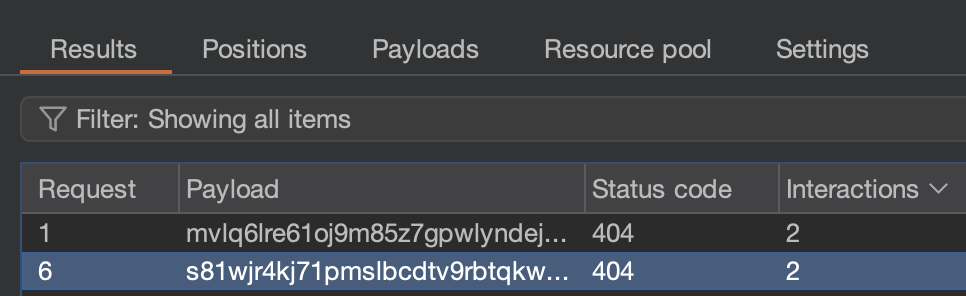 Results Positions Payloads Resource pool Settings
Filter: Showing all items
Request Payload Status code Interactions
1 mvlq6lre61oj9m85z7gpwlyndej... 404 2
6 s81wjr4kj71pmslbcdtv9rbtqkw... 404 2